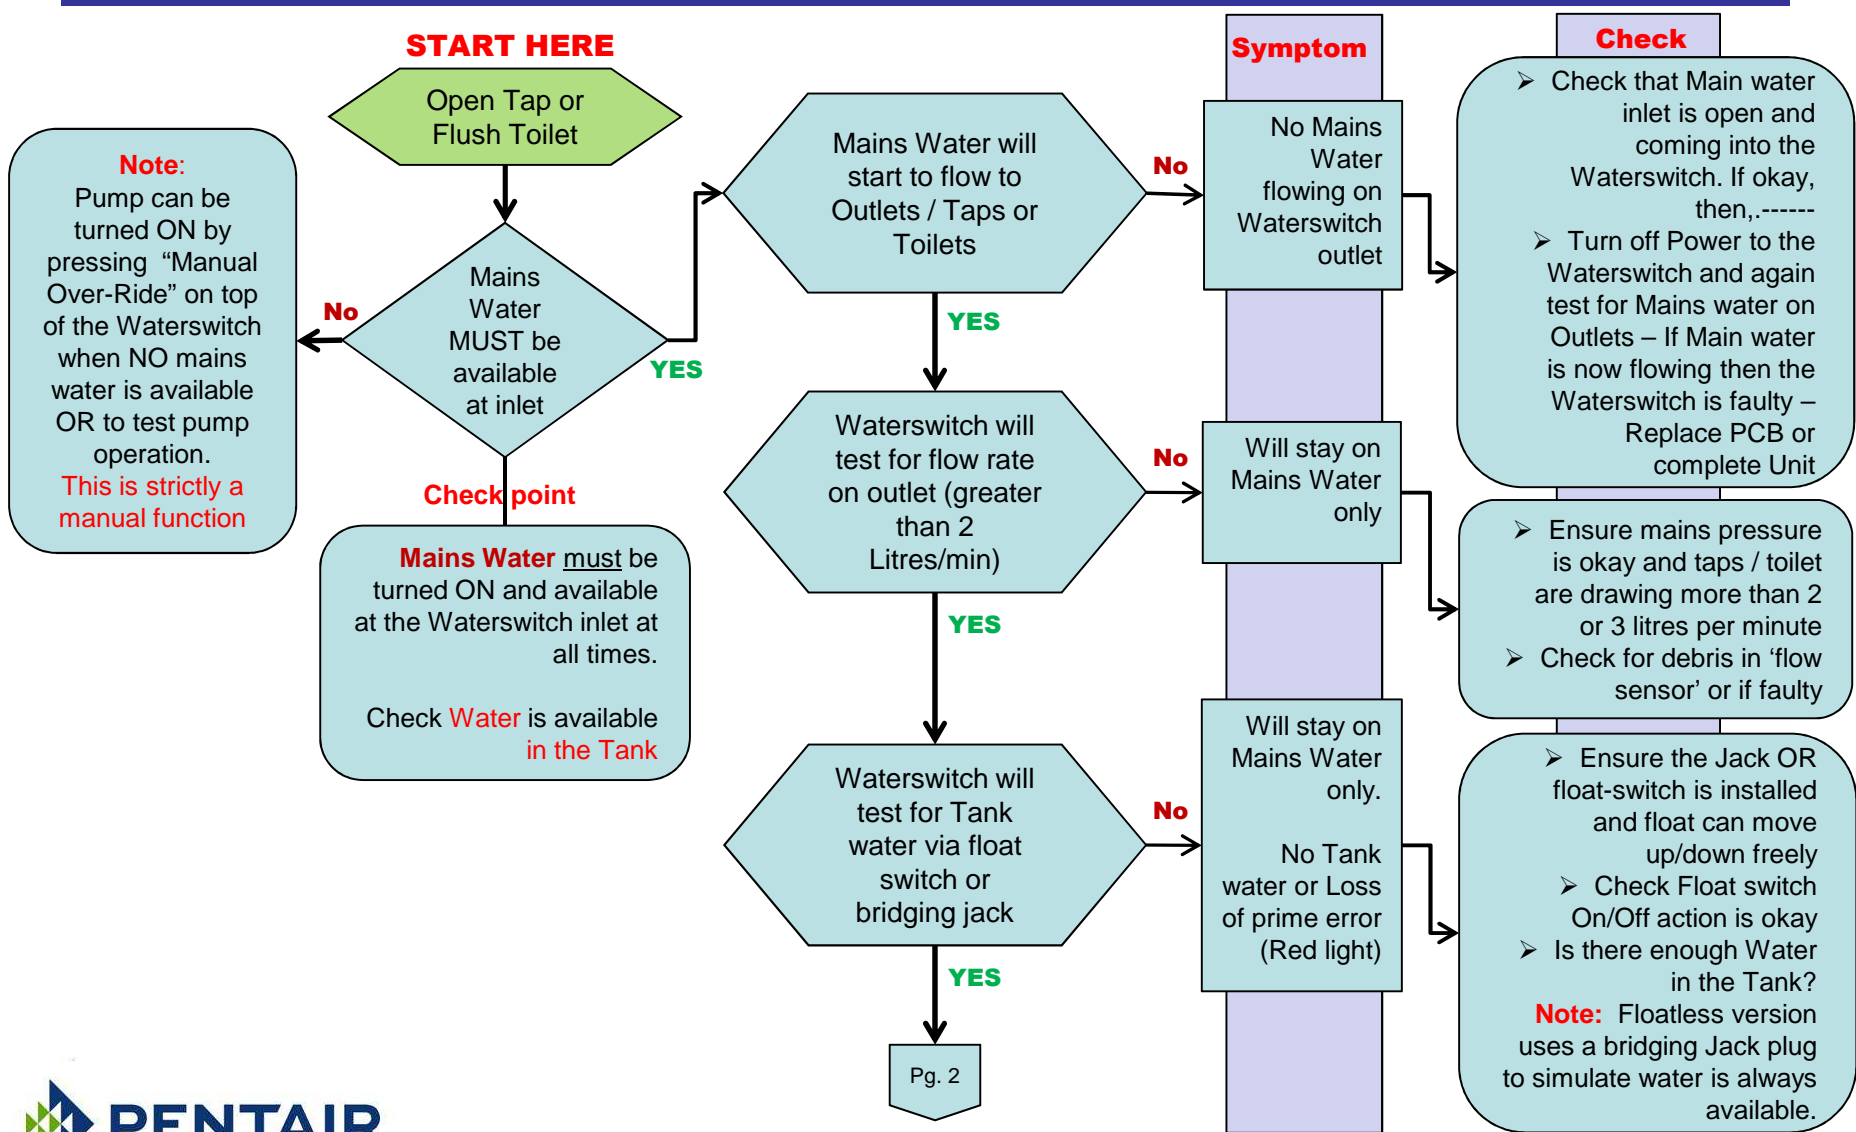 START HERE
Open Tap or
Flush Toilet
Note:
Pump can be
turned ON by
pressing “Manual
Over-Ride” on top
of the Waterswitch
when NO mains
water is available
OR to test pump
operation.
This is strictly a
manual function
No
Mains
Water
MUST be
available
at inlet
YES
Check point
Mains Water must be
turned ON and available
at the Waterswitch inlet at
all times.
Check Water is available
in the Tank
Mains Water will
start to flow to
Outlets / Taps or
Toilets
No
YES
Waterswitch will
test for flow rate
on outlet (greater
than 2
Litres/min)
No
YES
Waterswitch will
test for Tank
water via float
switch or
bridging jack
No
YES
Pg. 2
Symptom
No Mains
Water
flowing on
Waterswitch
outlet
Will stay on
Mains Water
only
Will stay on
Mains Water
only.
No Tank
water or Loss
of prime error
(Red light)
Check
➢ Check that Main water
inlet is open and
coming into the
Waterswitch. If okay,
then,.------
➢ Turn off Power to the
Waterswitch and again
test for Mains water on
Outlets – If Main water
is now flowing then the
Waterswitch is faulty –
Replace PCB or
complete Unit
➢ Ensure mains pressure
is okay and taps / toilet
are drawing more than 2
or 3 litres per minute
➢ Check for debris in ‘flow
sensor’ or if faulty
➢ Ensure the Jack OR
float-switch is installed
and float can move
up/down freely
➢ Check Float switch
On/Off action is okay
➢ Is there enough Water
in the Tank?
Note: Floatless version
uses a bridging Jack plug
to simulate water is always
available.
PENTAIR